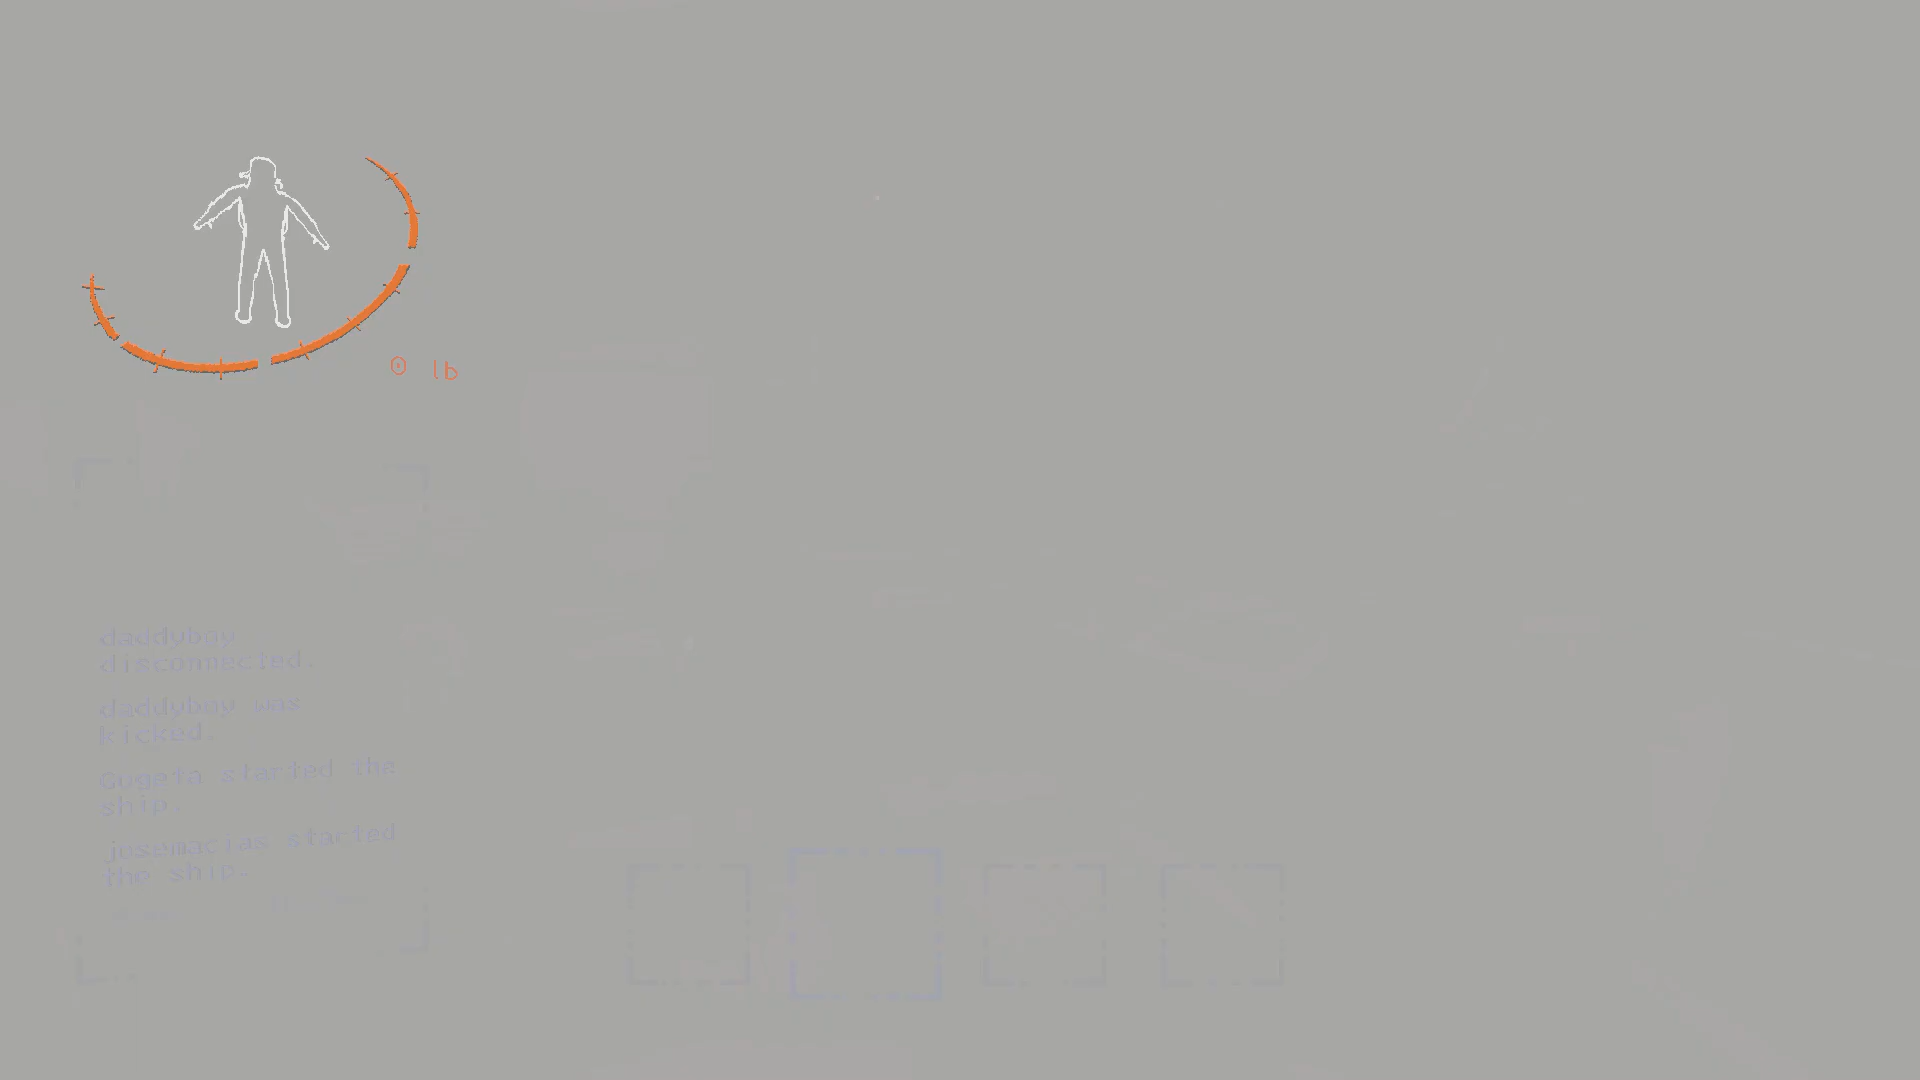 0 lb
daddyboy
disconnected.
daddyboy was
kicked.
Gogeta started the
ship.
josemacias started
the ship.